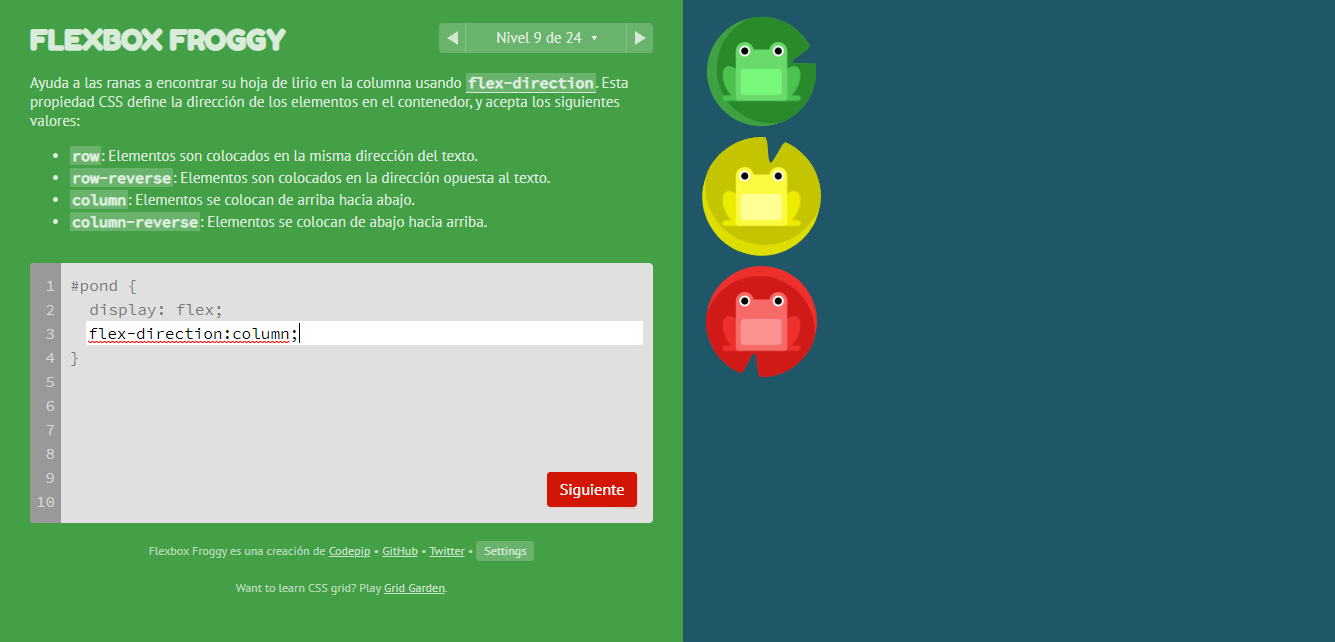 FLEXBOX FROGGY
Nivel 9 de 24
Ayuda a las ranas a encontrar su hoja de lirio en la columna usando flex-direction. Esta
propiedad CSS define la dirección de los elementos en el contenedor, y acepta los siguientes
valores:
• row: Elementos son colocados en la misma dirección del texto.
• row-reverse: Elementos son colocados en la dirección opuesta al texto.
• column: Elementos se colocan de arriba hacia abajo.
• column-reverse: Elementos se colocan de abajo hacia arriba.
1 #pond {
2 display: flex;
3 flex-direction:column;
4 }
5
6
7
8
9
10
Siguiente
Flexbox Froggy es una creación de Codepip • GitHub • Twitter • Settings
Want to learn CSS grid? Play Grid Garden.